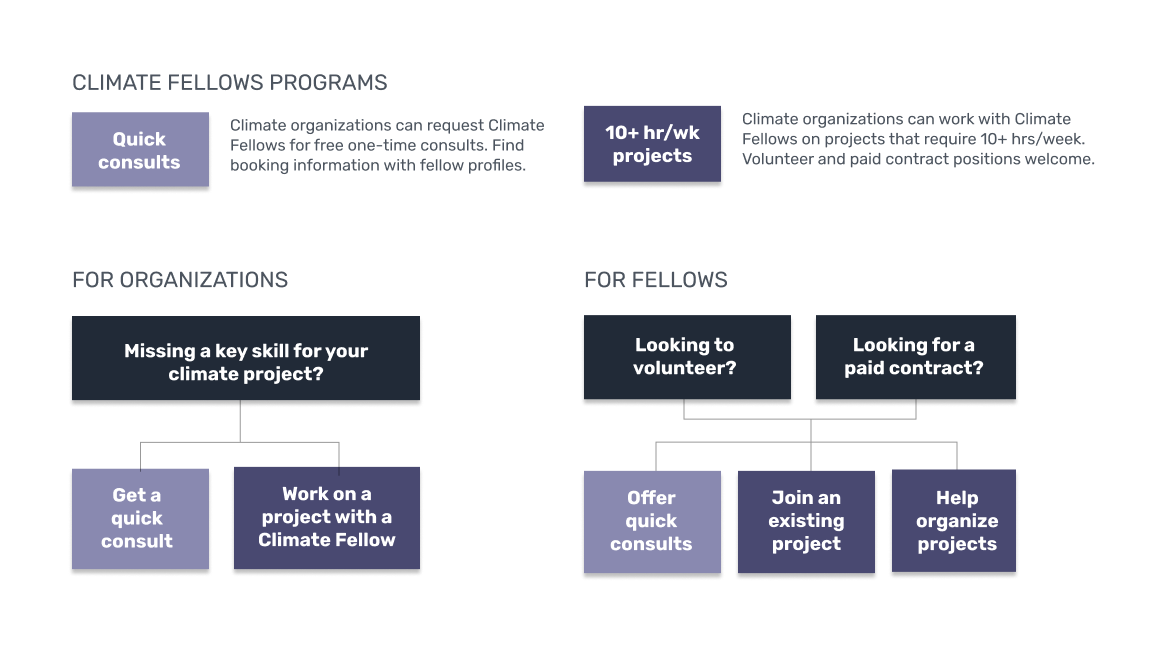 CLIMATE FELLOWS PROGRAMS
Quick
consults
Climate organizations can request Climate
Fellows for free one-time consults. Find
booking information with fellow profiles.
10+ hr/wk
projects
Climate organizations can work with Climate
Fellows on projects that require 10+ hrs/week.
Volunteer and paid contract positions welcome.
FOR ORGANIZATIONS
Missing a key skill for your
climate project?
Get a
quick
consult
Work on a
project with a
Climate Fellow
FOR FELLOWS
Looking to
volunteer?
Looking for a
paid contract?
Offer
quick
consults
Join an
existing
project
Help
organize
projects